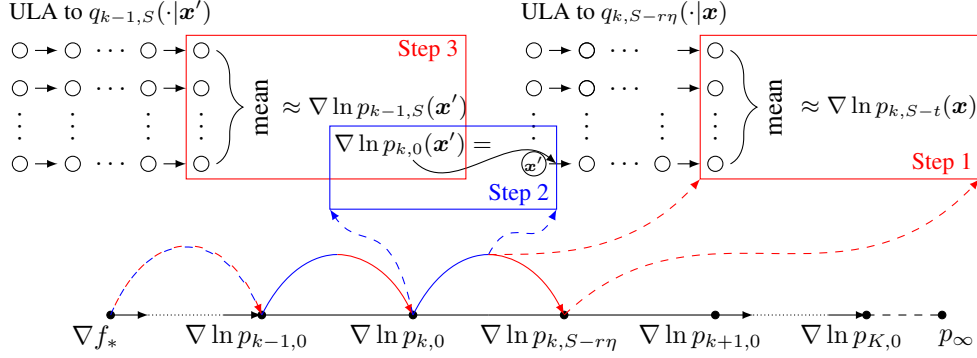 ULA to q_{k−1,S}(·|x′)
ULA to q_{k,S−rη}(·|x)
Step 3
mean
≈ ∇ ln p_{k−1,S}(x′)
mean
≈ ∇ ln p_{k,S−t}(x)
∇ ln p_{k,0}(x′) =
x′
Step 1
Step 2
∇f_*
∇ ln p_{k−1,0}
∇ ln p_{k,0}
∇ ln p_{k,S−rη}
∇ ln p_{k+1,0}
∇ ln p_{K,0}
p_∞